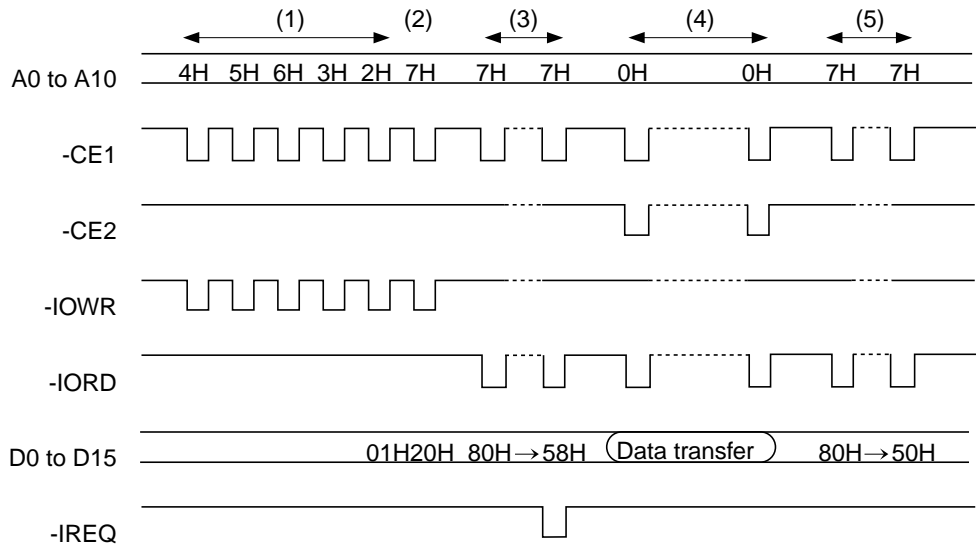 (1) (2) (3) (4) (5)
A0 to A10 4H 5H 6H 3H 2H 7H 7H 7H 0H 0H 7H 7H
-CE1
-CE2
-IOWR
-IORD
D0 to D15 01H20H 80H→58H Data transfer 80H→50H
-IREQ